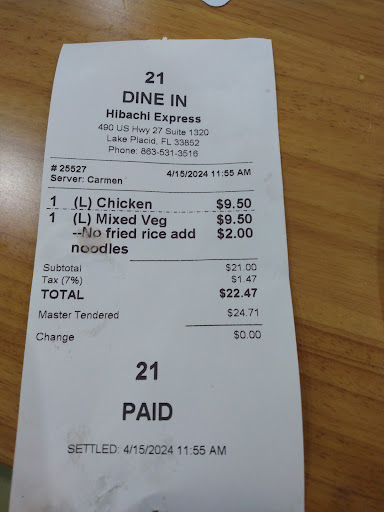 21
DINE IN
Hibachi Express
490 US Hwy 27 Suite 1320
Lake Placid, FL 33852
Phone: 863-531-3516
# 25527 4/15/2024 11:55 AM
Server: Carmen
1 (L) Chicken $9.50
1 (L) Mixed Veg $9.50
--No fried rice add $2.00
noodles
Subtotal $21.00
Tax (7%) $1.47
TOTAL $22.47
Master Tendered $24.71
Change $0.00
21
PAID
SETTLED: 4/15/2024 11:55 AM